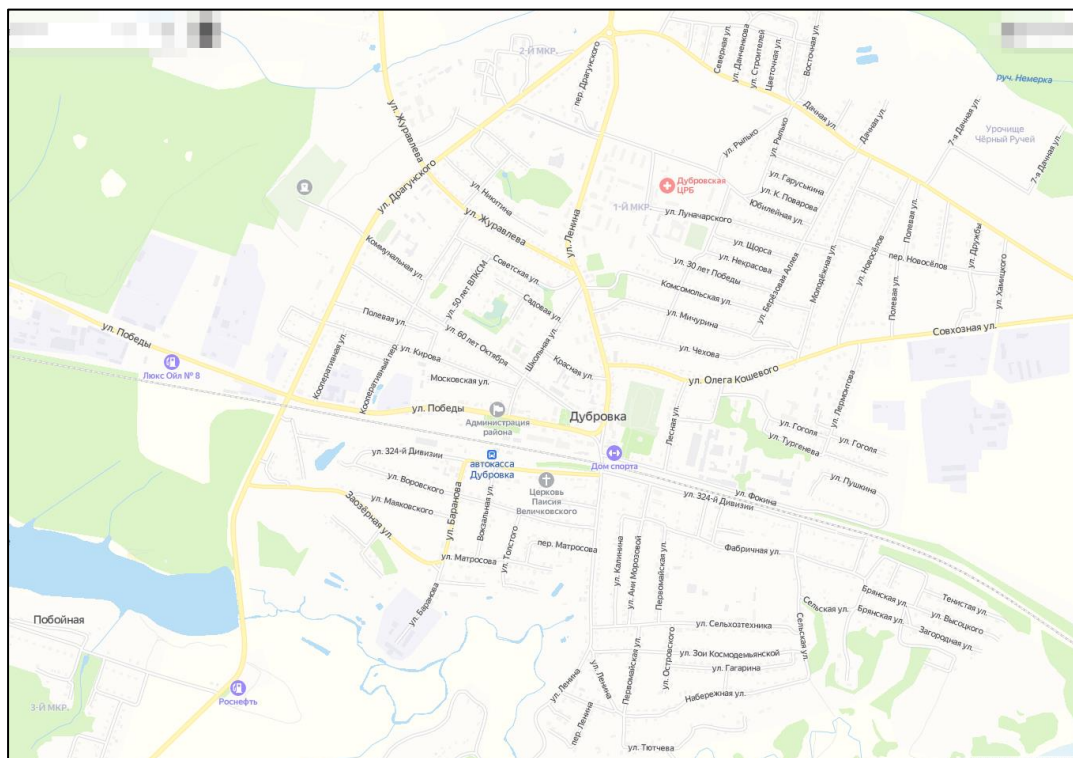 2-Й МКР.
пер. Драгунского
Северная ул.
ул. Данченкова
ул. Строителей
Цветочная ул.
Восточная ул.
руч. Немерка
ул. Журавлева
Дачная ул.
Дачная ул.
7-я Дачная ул.
Урочище
Чёрный Ручей
7-я Дачная ул.
ул. Рылько
ул. Рылько
ул. Драгунского
ул. Никитина
Дубровская
ЦРБ
ул. Гаруськина
ул. К. Поварова
Юбилейная ул.
1-Й МКР.
ул. Луначарского
ул. Журавлева
ул. Ленина
Полевая ул.
ул. Дружбы
Коммунальная ул.
Советская ул.
ул. 50 лет ВЛКСМ
ул. Щорса
ул. Некрасова
ул. 30 лет Победы
Комсомольская ул.
ул. Берёзовая Аллея
Молодёжная ул.
ул. Новосёлов
пер. Новосёлов
Полевая ул.
ул. Хамицкого
Садовая ул.
ул. Мичурина
Полевая ул.
ул. Победы
Совхозная ул.
ул. 60 лет Октября
Школьная ул.
ул. Чехова
ул. Кирова
Кооперативная ул.
Кооперативный пер.
Люкс Ойл № 8
Красная ул.
Московская ул.
ул. Олега Кошевого
ул. Победы
Администрация
района
Дубровка
Лесная ул.
ул. Лермонтова
ул. Гоголя
ул. Тургенева
ул. Гоголя
ул. 324-й Дивизии
автокасса
Дубровка
Дом спорта
ул. Пушкина
ул. Воровского
ул. Маяковского
Заозёрная ул.
ул. Баранова
Вокзальная ул.
Церковь
Паисия
Величковского
ул. Фокина
ул. 324-й Дивизии
ул. Матросова
ул. Толстого
пер. Матросова
ул. Калинина
ул. Ани Морозовой
Первомайская ул.
Фабричная ул.
ул. Баранова
Побойная
Сельская ул.
Сельская ул.
Брянская ул.
Брянская ул.
Тенистая ул.
ул. Высоцкого
Загородная ул.
ул. Сельхозтехника
ул. Зои Космодемьянской
ул. Гагарина
Первомайская ул.
ул. Островского
Набережная ул.
ул. Ленина
ул. Ленина
пер. Ленина
ул. Тютчева
Роснефть
3-Й МКР.